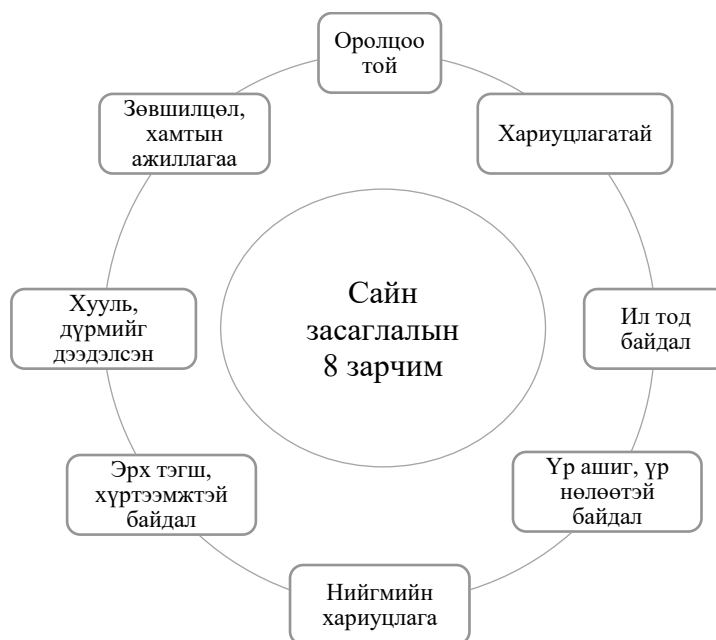 Оролцоо
той
Хариуцлагатай
Ил тод
байдал
Үр ашиг, үр
нөлөөтэй
байдал
Нийгмийн
хариуцлага
Эрх тэгш,
хүртээмжтэй
байдал
Хууль,
дүрмийг
дээдэлсэн
Зөвшилцөл,
хамтын
ажиллагаа
Сайн
засаглалын
8 зарчим